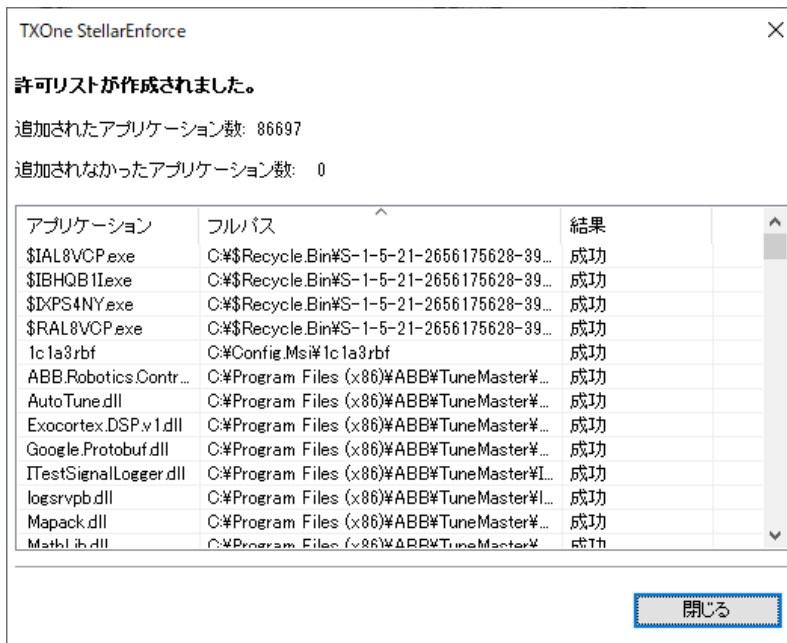 TXOne StellarEnforce
許可リストが作成されました。
追加されたアプリケーション数: 86697
追加されなかったアプリケーション数: 0
アプリケーション フルパス 結果
$IAL8VCP.exe C:¥$Recycle.Bin¥S-1-5-21-2656175628-39... 成功
$IBHQB1I.exe C:¥$Recycle.Bin¥S-1-5-21-2656175628-39... 成功
$IXPS4NY.exe C:¥$Recycle.Bin¥S-1-5-21-2656175628-39... 成功
$RAL8VCP.exe C:¥$Recycle.Bin¥S-1-5-21-2656175628-39... 成功
1c1a3.rbf C:¥Config.Msi¥1c1a3.rbf 成功
ABB.Robotics.Contr... C:¥Program Files (x86)¥ABB¥TuneMaster¥... 成功
AutoTune.dll C:¥Program Files (x86)¥ABB¥TuneMaster¥... 成功
Exocortex.DSP.v1.dll C:¥Program Files (x86)¥ABB¥TuneMaster¥... 成功
Google.Protobuf.dll C:¥Program Files (x86)¥ABB¥TuneMaster¥... 成功
ITestSignalLogger.dll C:¥Program Files (x86)¥ABB¥TuneMaster¥I... 成功
logsrvpb.dll C:¥Program Files (x86)¥ABB¥TuneMaster¥l... 成功
Mapack.dll C:¥Program Files (x86)¥ABB¥TuneMaster¥... 成功
MathLib.dll C:¥Program Files (x86)¥ABB¥TuneMaster¥... 成功
閉じる